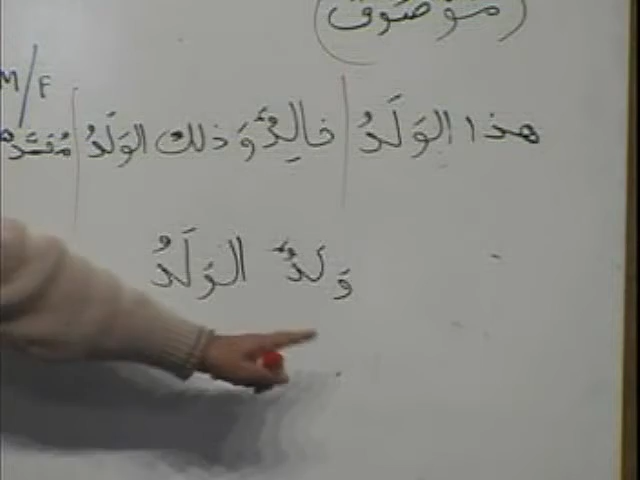 (موصوف)
M/F
هذا الوَلَدُ | خالِدٌ وَ ذلك الوَلَدُ | مُحَمَّدٌ
وَلَدٌ الوَلَدُ